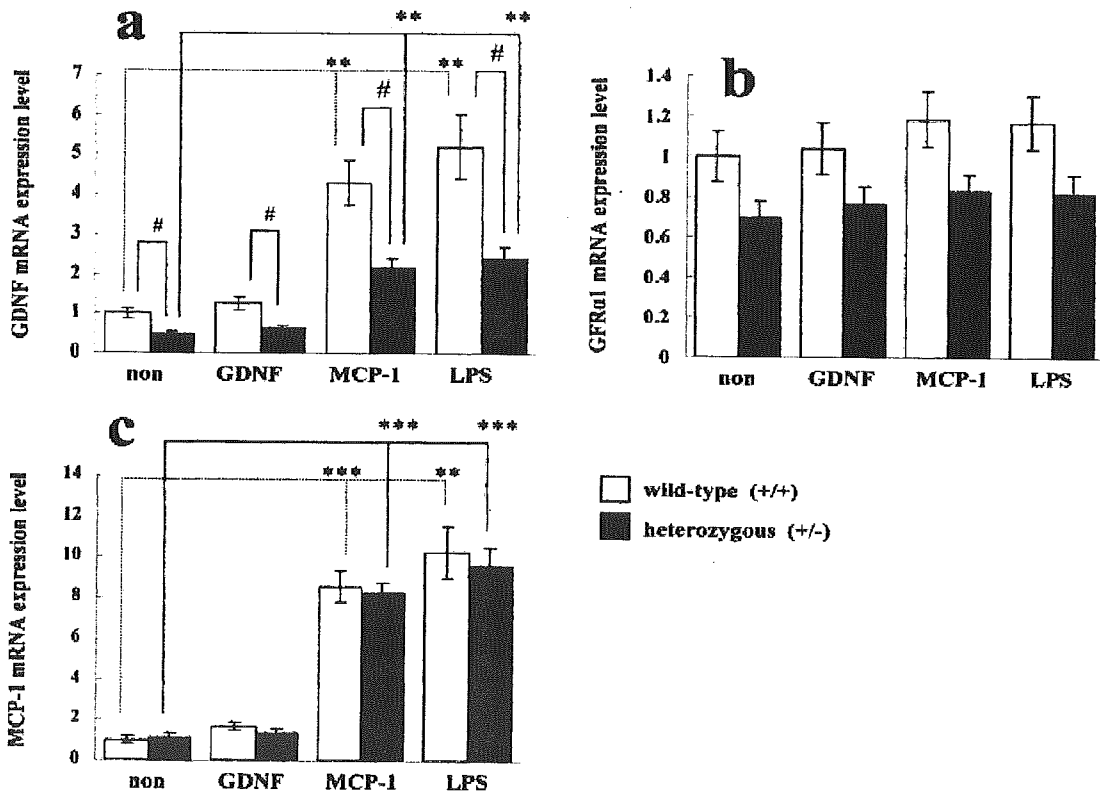 a
** **
GDNF mRNA expression level
7
6
5
4
3
2
1
0
** **
# # # #
non GDNF MCP-1 LPS
b
GFRα1 mRNA expression level
1.4
1.2
1
0.8
0.6
0.4
0.2
0
non GDNF MCP-1 LPS
c
*** ***
MCP-1 mRNA expression level
14
12
10
8
6
4
2
0
*** **
non GDNF MCP-1 LPS
wild-type (+/+)
heterozygous (+/-)